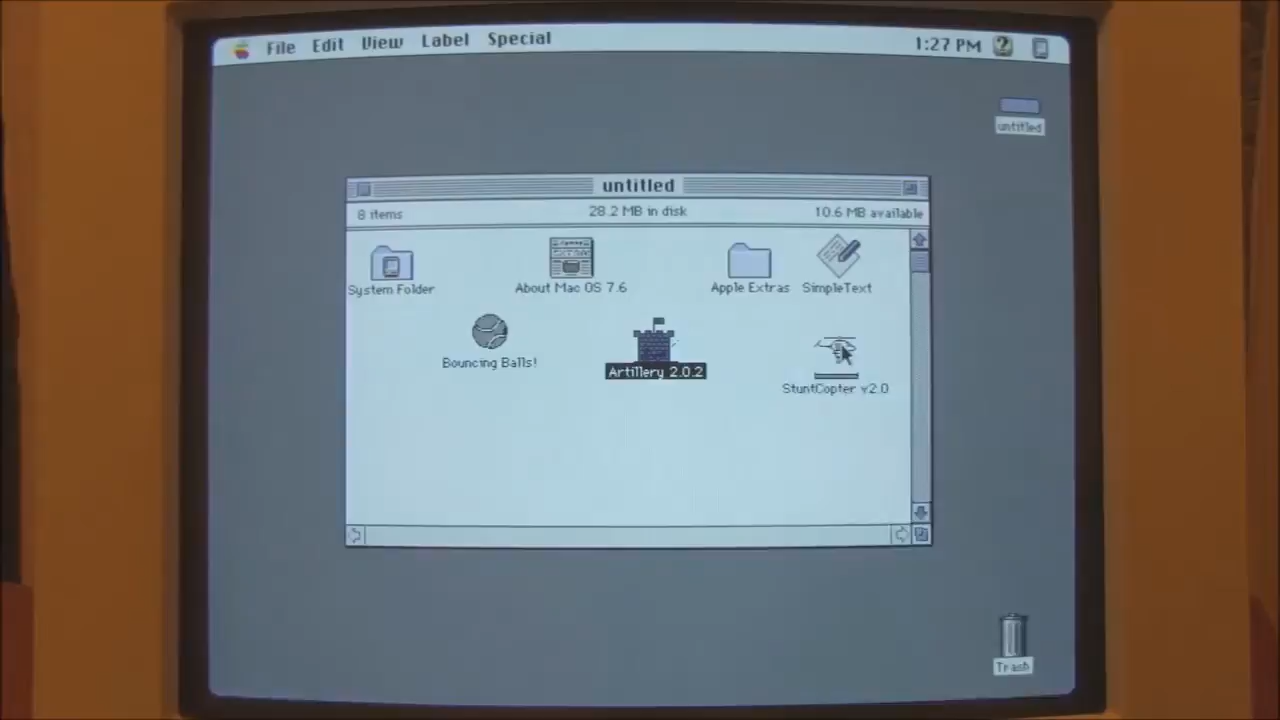 File Edit View Label Special 1:27 PM
untitled
untitled
8 items 28.2 MB in disk 10.6 MB available
System Folder About Mac OS 7.6 Apple Extras SimpleText
Bouncing Balls! Artillery 2.0.2 StuntCopter v2.0
Trash